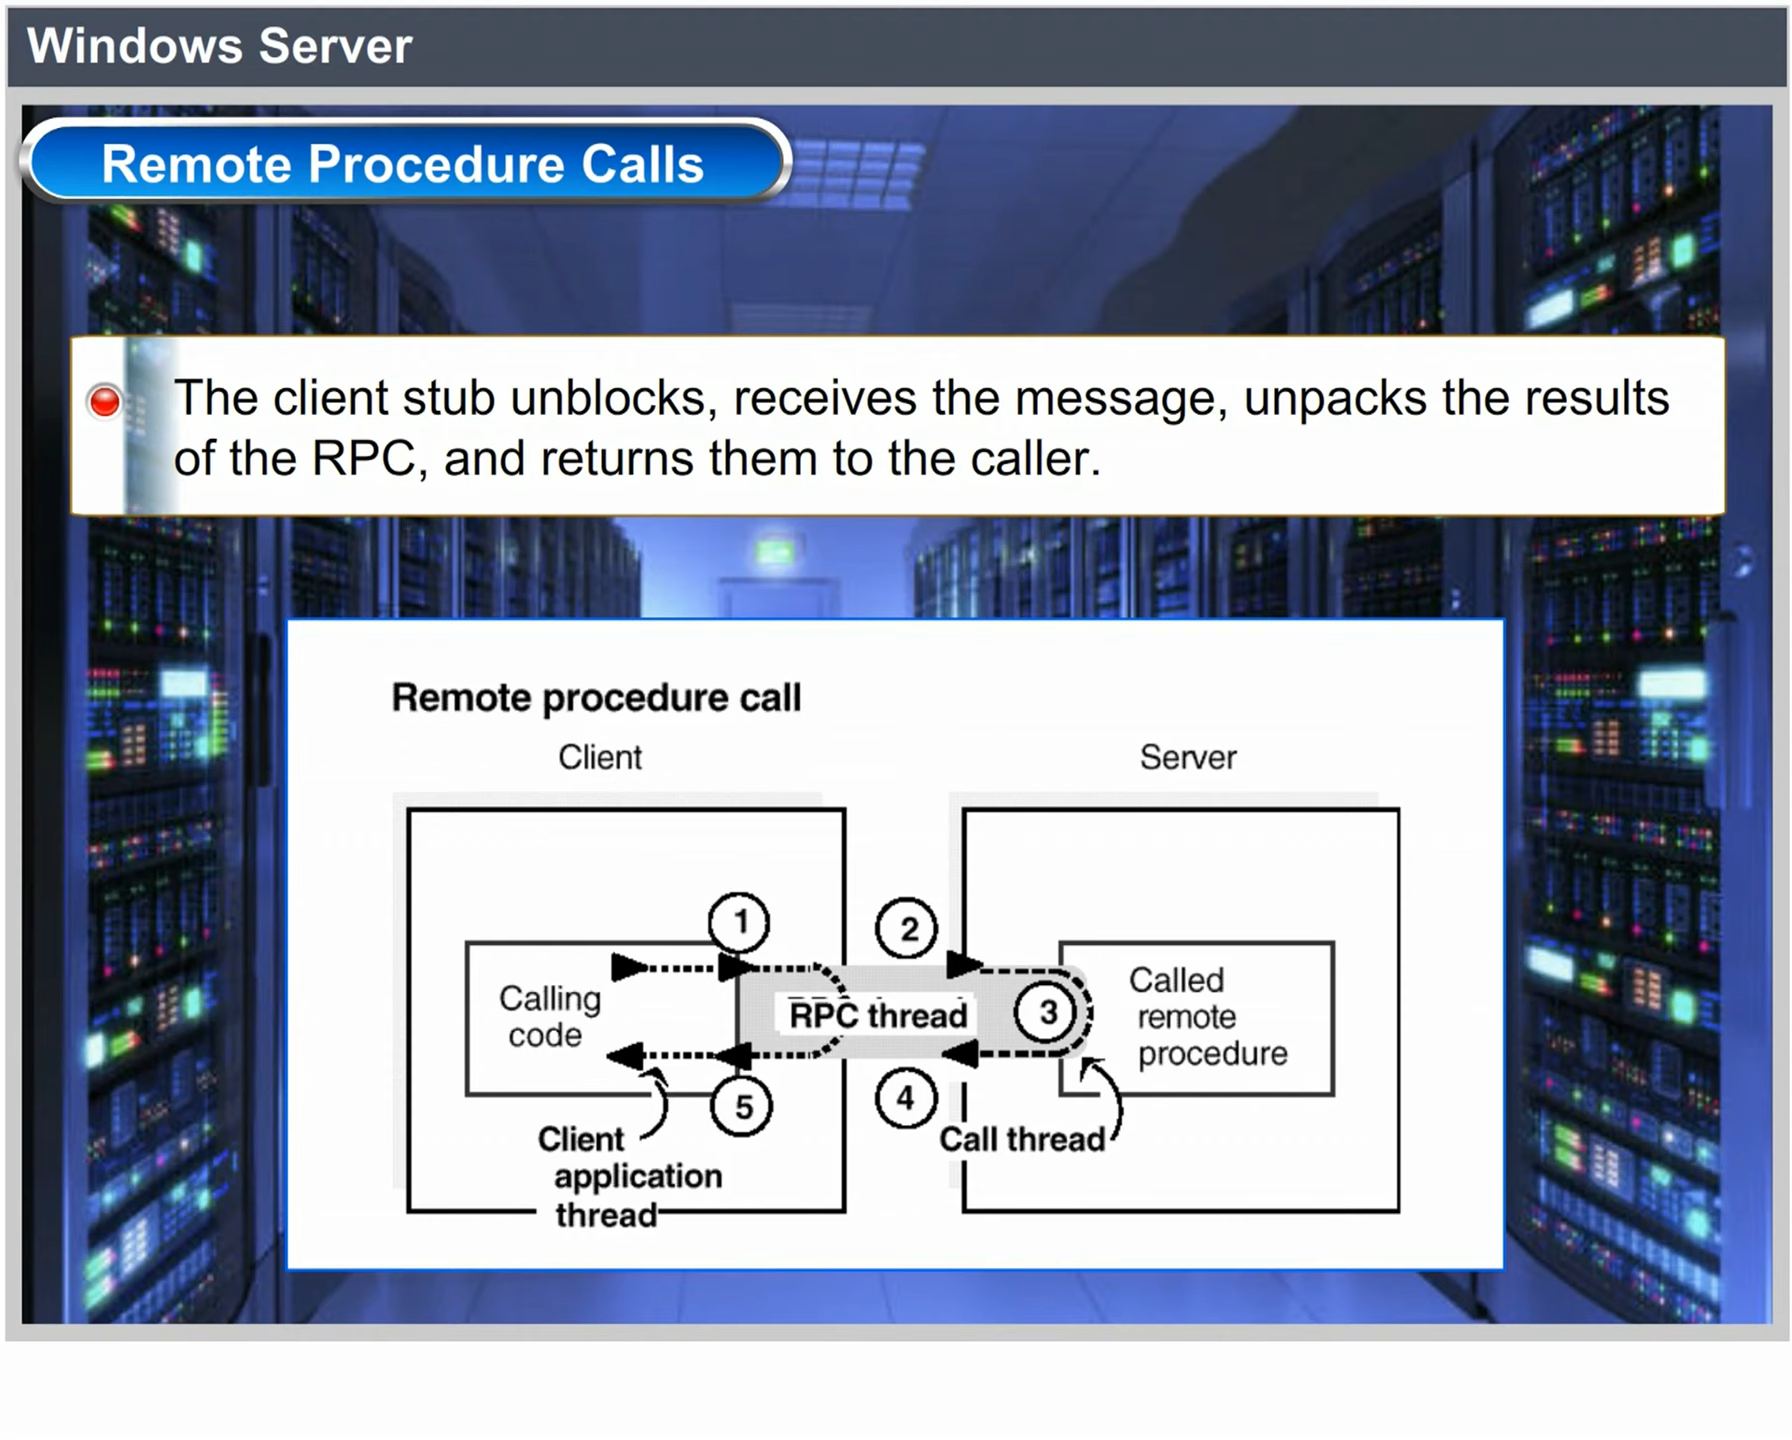 Windows Server
Remote Procedure Calls
The client stub unblocks, receives the message, unpacks the results
of the RPC, and returns them to the caller.
Remote procedure call
Client
Server
1
2
Calling
code
RPC thread
3
Called
remote
procedure
5
4
Client
application
thread
Call thread